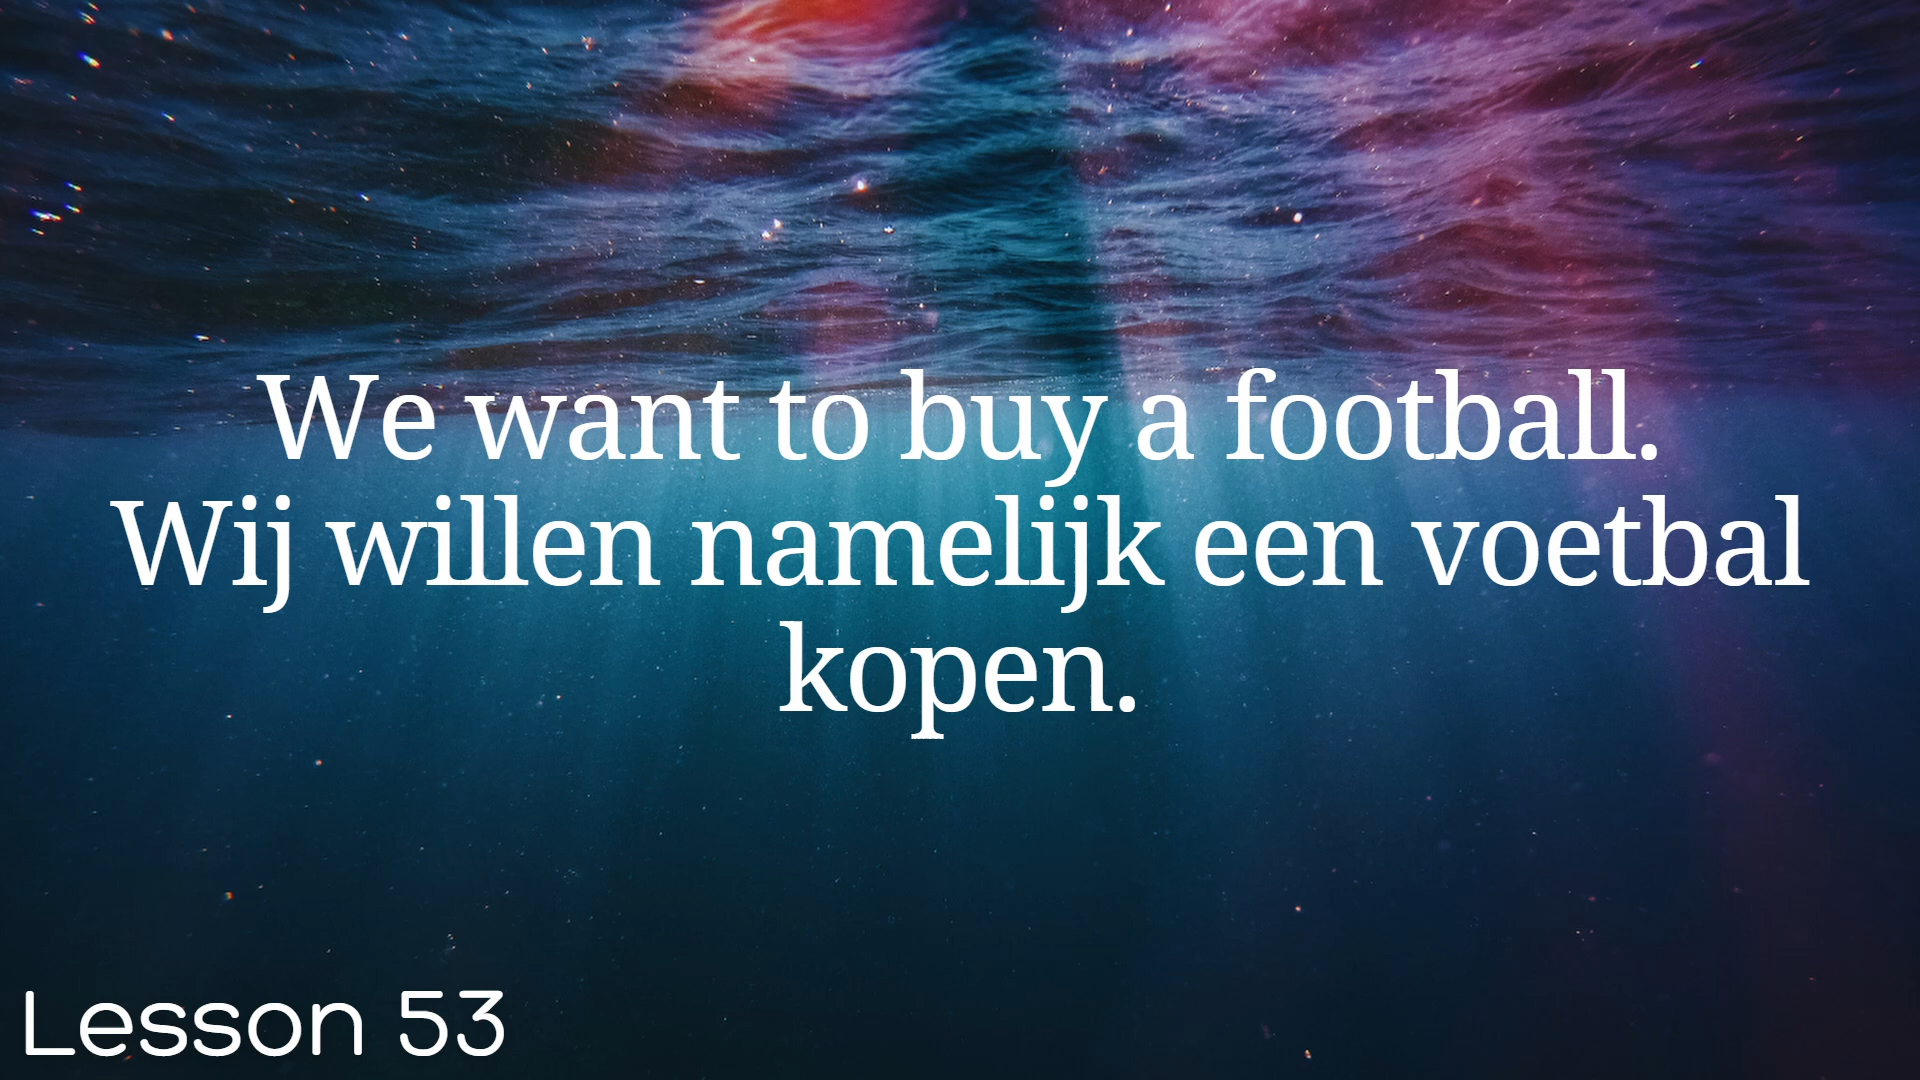 We want to buy a football.
Wij willen namelijk een voetbal
kopen.
Lesson 53